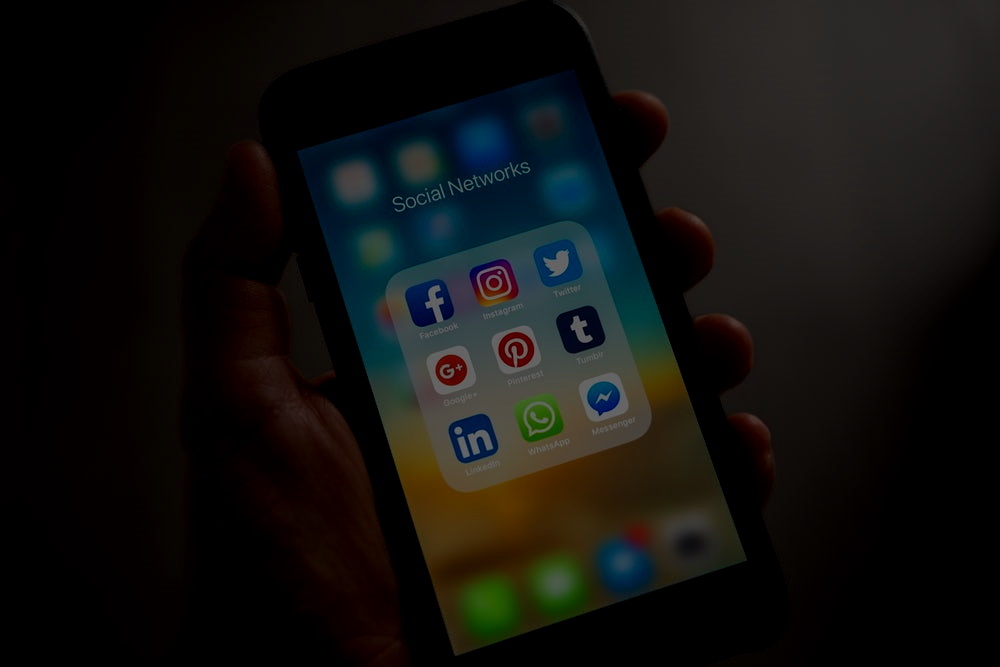 Social Networks
Facebook
Instagram
Twitter
Google+
Pinterest
Tumblr
LinkedIn
WhatsApp
Messenger